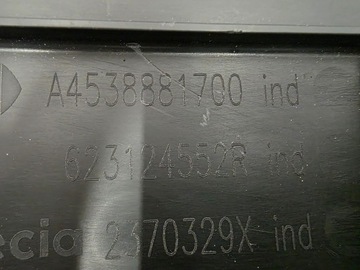 A4538881700 ind
623124552R ind
ecia 2370329X ind